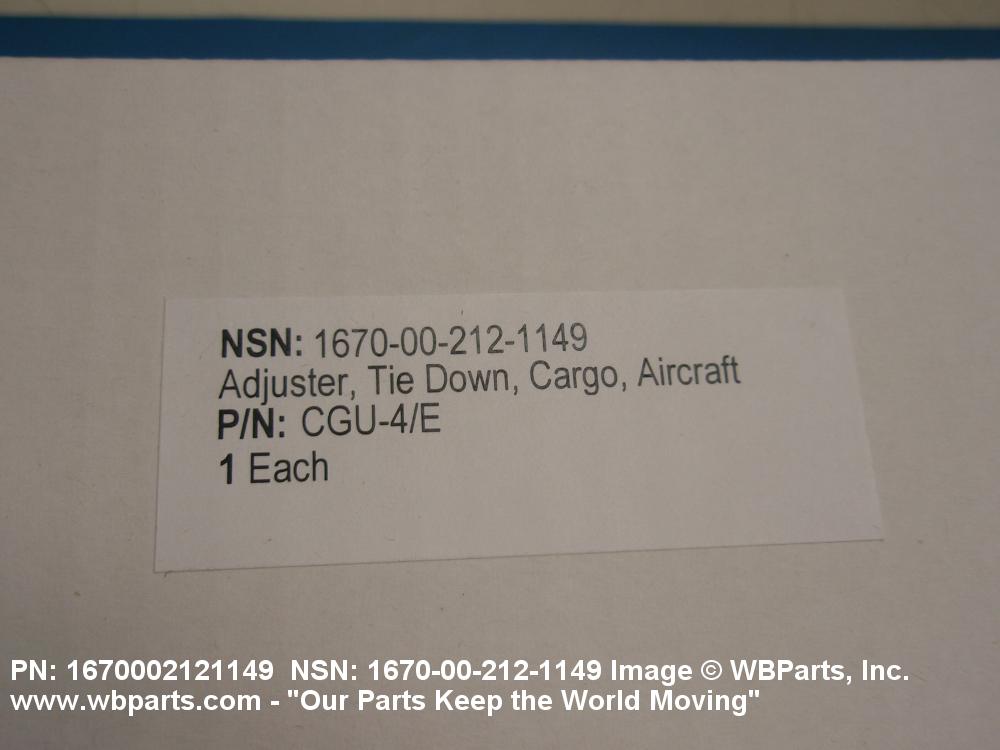 NSN: 1670-00-212-1149
Adjuster, Tie Down, Cargo, Aircraft
P/N: CGU-4/E
1 Each
PN: 1670002121149  NSN: 1670-00-212-1149 Image © WBParts, Inc.
www.wbparts.com - "Our Parts Keep the World Moving"